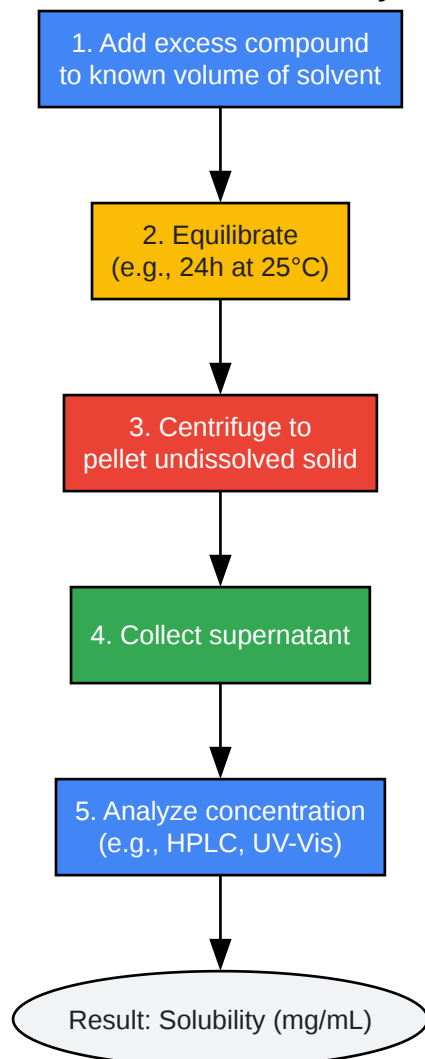 1. Add excess compound
to known volume of solvent
2. Equilibrate
(e.g., 24h at 25°C)
3. Centrifuge to
pellet undissolved solid
4. Collect supernatant
5. Analyze concentration
(e.g., HPLC, UV-Vis)
Result: Solubility (mg/mL)